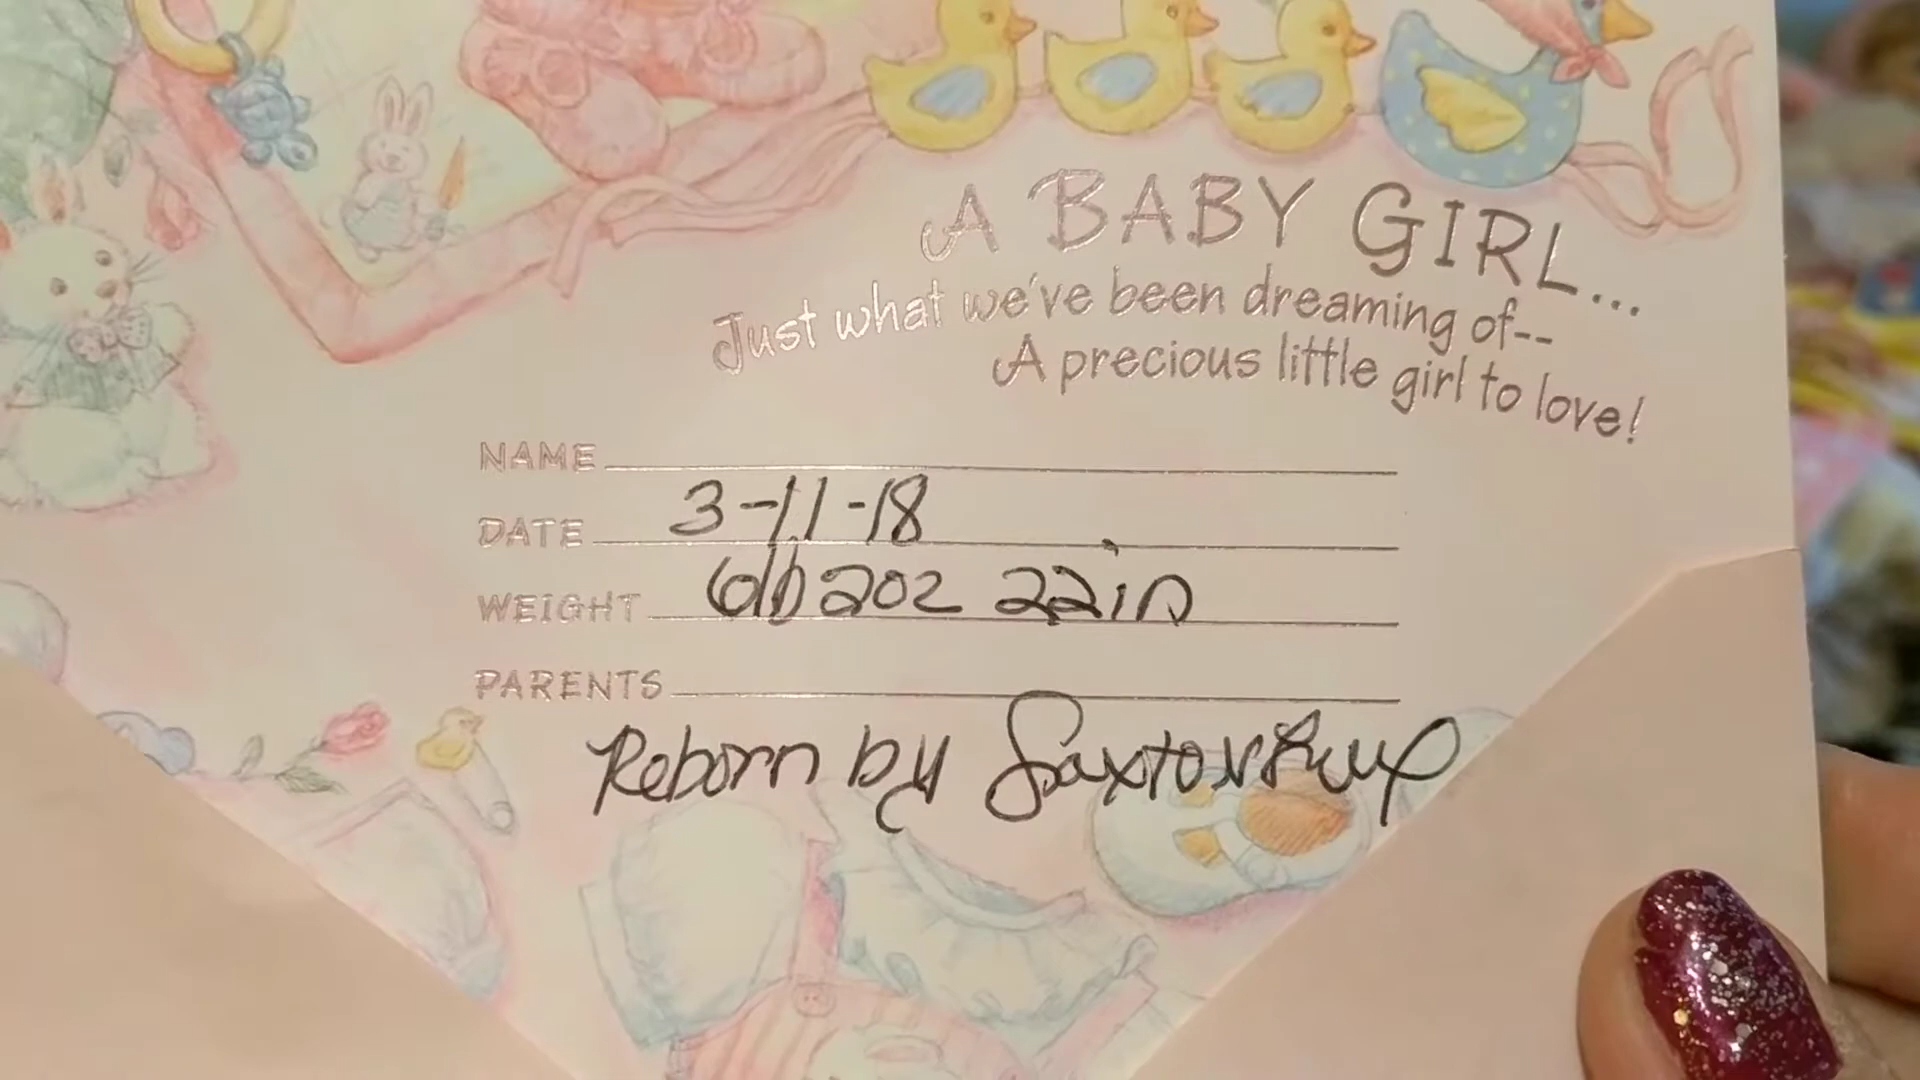 A BABY GIRL...
Just what we've been dreaming of--
A precious little girl to love!
NAME
DATE 3-11-18
WEIGHT 6lb 2oz 22in
PARENTS
Reborn by